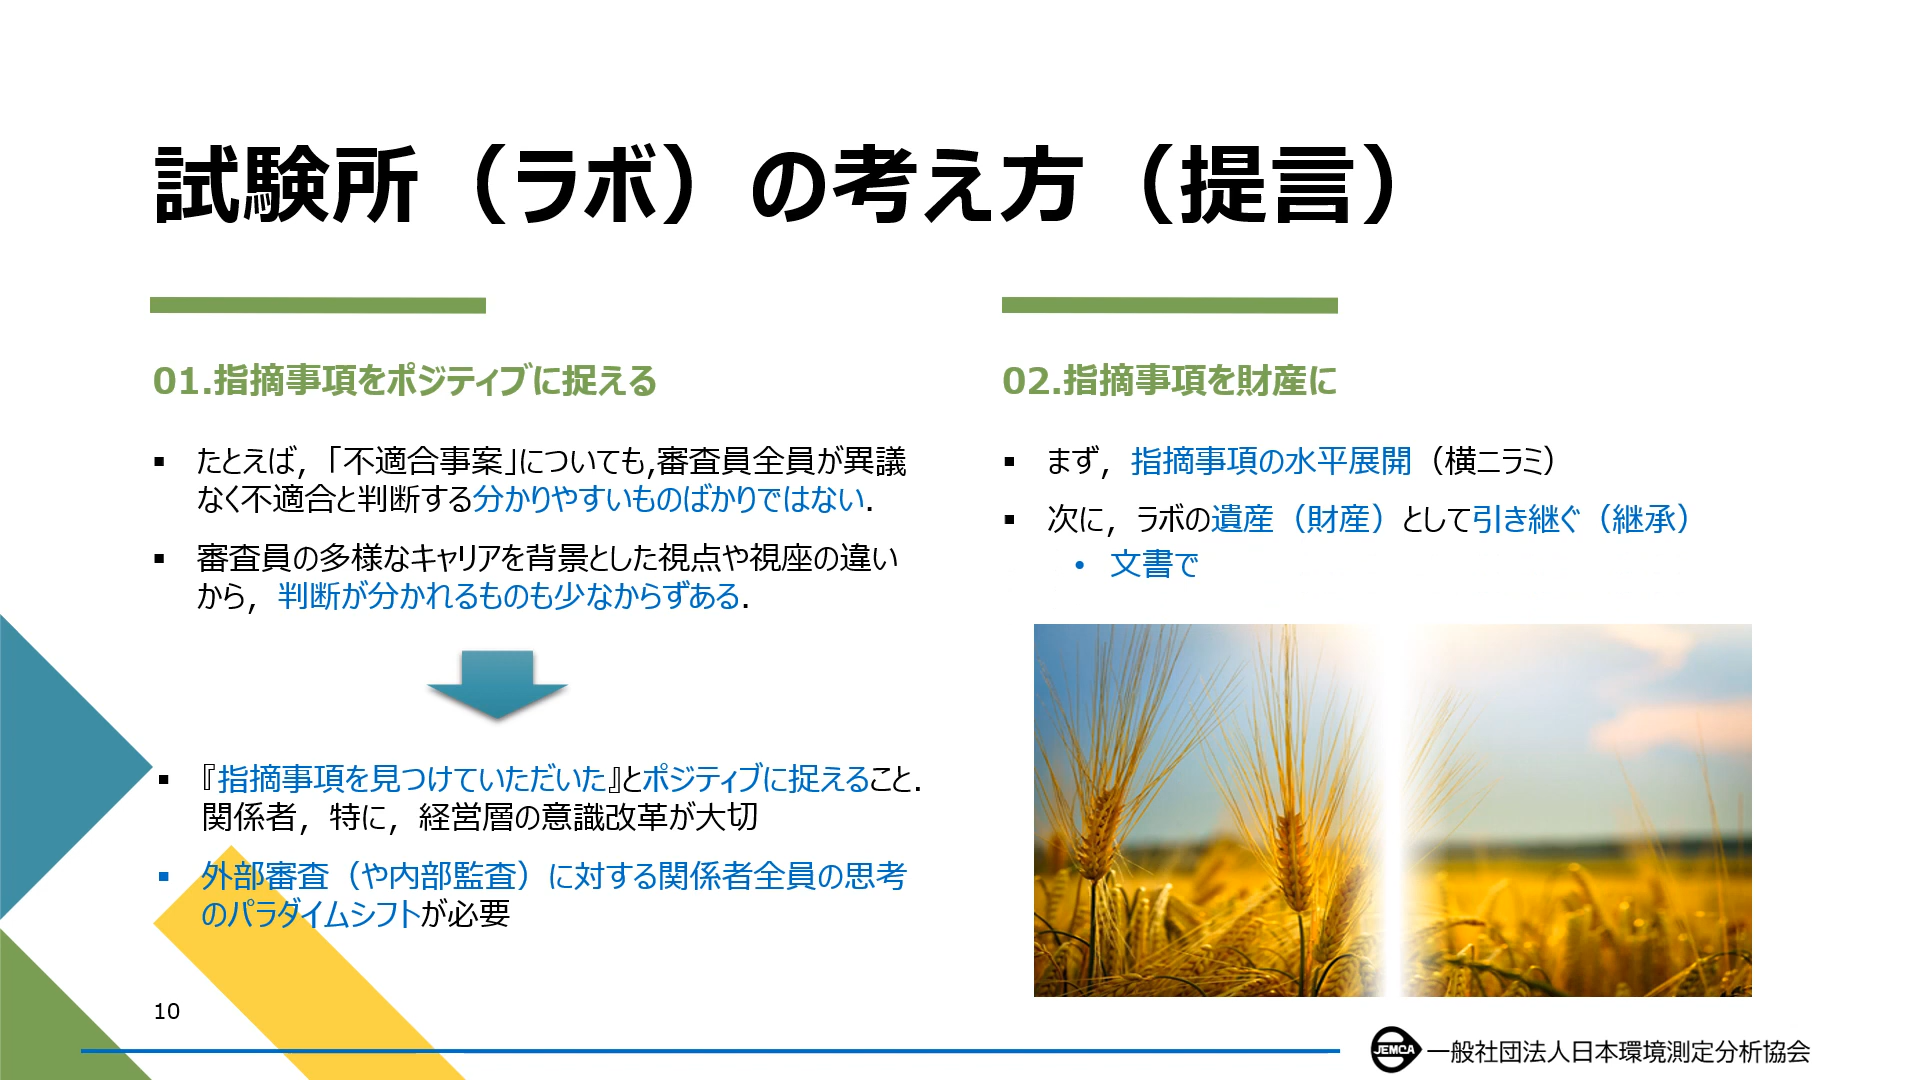 試験所（ラボ）の考え方（提言）
01.指摘事項をポジティブに捉える
▪ たとえば，「不適合事案」についても,審査員全員が異議
なく不適合と判断する分かりやすいものばかりではない.
▪ 審査員の多様なキャリアを背景とした視点や視座の違い
から，判断が分かれるものも少なからずある.
▪ 『指摘事項を見つけていただいた』とポジティブに捉えること.
関係者，特に，経営層の意識改革が大切
▪ 外部審査（や内部監査）に対する関係者全員の思考
のパラダイムシフトが必要
02.指摘事項を財産に
▪ まず，指摘事項の水平展開（横ニラミ）
▪ 次に，ラボの遺産（財産）として引き継ぐ（継承）
• 文書で
10
JEMCA 一般社団法人日本環境測定分析協会